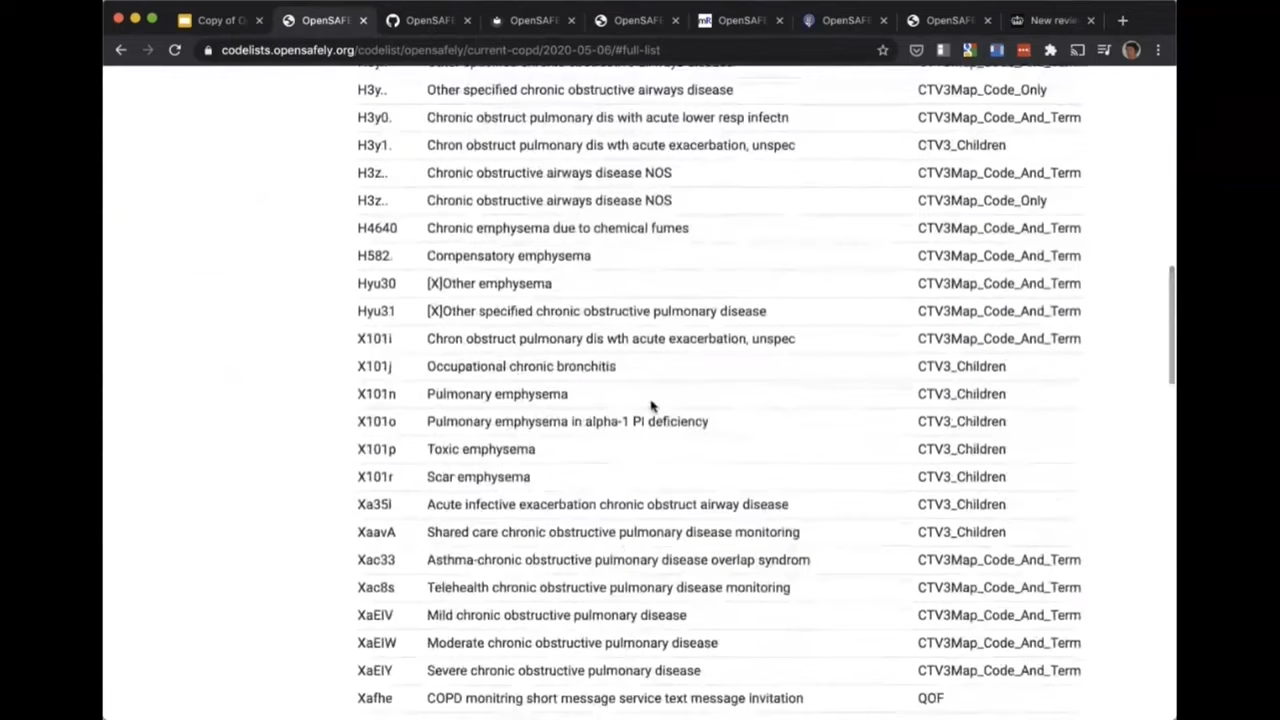 Copy of O
OpenSAFE
OpenSAFE
OpenSAFE
OpenSAFE
OpenSAFE
OpenSAFE
OpenSAFE
New revie
codelists.opensafely.org/codelist/opensafely/current-copd/2020-05-06/#full-list
H3y.. Other specified chronic obstructive airways disease CTV3Map_Code_Only
H3y0. Chronic obstruct pulmonary dis with acute lower resp infectn CTV3Map_Code_And_Term
H3y1. Chron obstruct pulmonary dis wth acute exacerbation, unspec CTV3_Children
H3z.. Chronic obstructive airways disease NOS CTV3Map_Code_And_Term
H3z.. Chronic obstructive airways disease NOS CTV3Map_Code_Only
H4640 Chronic emphysema due to chemical fumes CTV3Map_Code_And_Term
H582. Compensatory emphysema CTV3Map_Code_And_Term
Hyu30 [X]Other emphysema CTV3Map_Code_And_Term
Hyu31 [X]Other specified chronic obstructive pulmonary disease CTV3Map_Code_And_Term
X101i Chron obstruct pulmonary dis wth acute exacerbation, unspec CTV3Map_Code_And_Term
X101j Occupational chronic bronchitis CTV3_Children
X101n Pulmonary emphysema CTV3_Children
X101o Pulmonary emphysema in alpha-1 PI deficiency CTV3_Children
X101p Toxic emphysema CTV3_Children
X101r Scar emphysema CTV3_Children
Xa35l Acute infective exacerbation chronic obstruct airway disease CTV3_Children
XaavA Shared care chronic obstructive pulmonary disease monitoring CTV3_Children
Xac33 Asthma-chronic obstructive pulmonary disease overlap syndrom CTV3Map_Code_And_Term
Xac8s Telehealth chronic obstructive pulmonary disease monitoring CTV3Map_Code_And_Term
XaEIV Mild chronic obstructive pulmonary disease CTV3Map_Code_And_Term
XaEIW Moderate chronic obstructive pulmonary disease CTV3Map_Code_And_Term
XaEIY Severe chronic obstructive pulmonary disease CTV3Map_Code_And_Term
Xafhe COPD monitring short message service text message invitation QOF